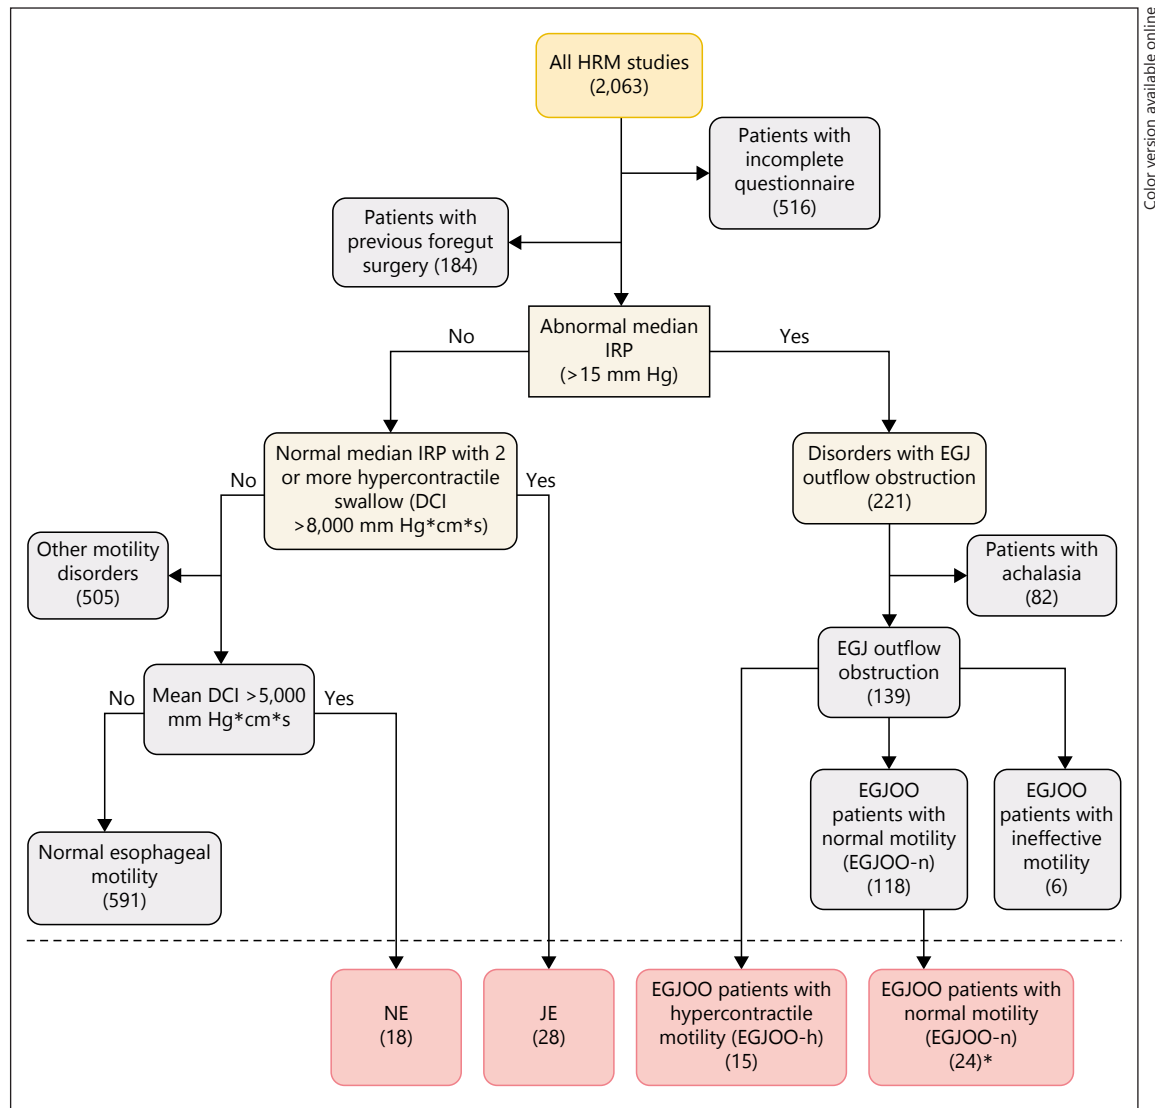 All HRM studies
(2,063)
Patients with
incomplete
questionnaire
(516)
Patients with
previous foregut
surgery (184)
Abnormal median
IRP
(>15 mm Hg)
No
Yes
Normal median IRP with 2
or more hypercontractile
swallow (DCI
>8,000 mm Hg*cm*s)
No
Yes
Disorders with EGJ
outflow obstruction
(221)
Other motility
disorders
(505)
Patients with
achalasia
(82)
EGJ outflow
obstruction
(139)
Mean DCI >5,000
mm Hg*cm*s
No
Yes
EGJOO
patients with
normal motility
(EGJOO-n)
(118)
EGJOO
patients with
ineffective
motility
(6)
Normal esophageal
motility
(591)
NE
(18)
JE
(28)
EGJOO patients with
hypercontractile
motility (EGJOO-h)
(15)
EGJOO patients with
normal motility
(EGJOO-n)
(24)*
Color version available online